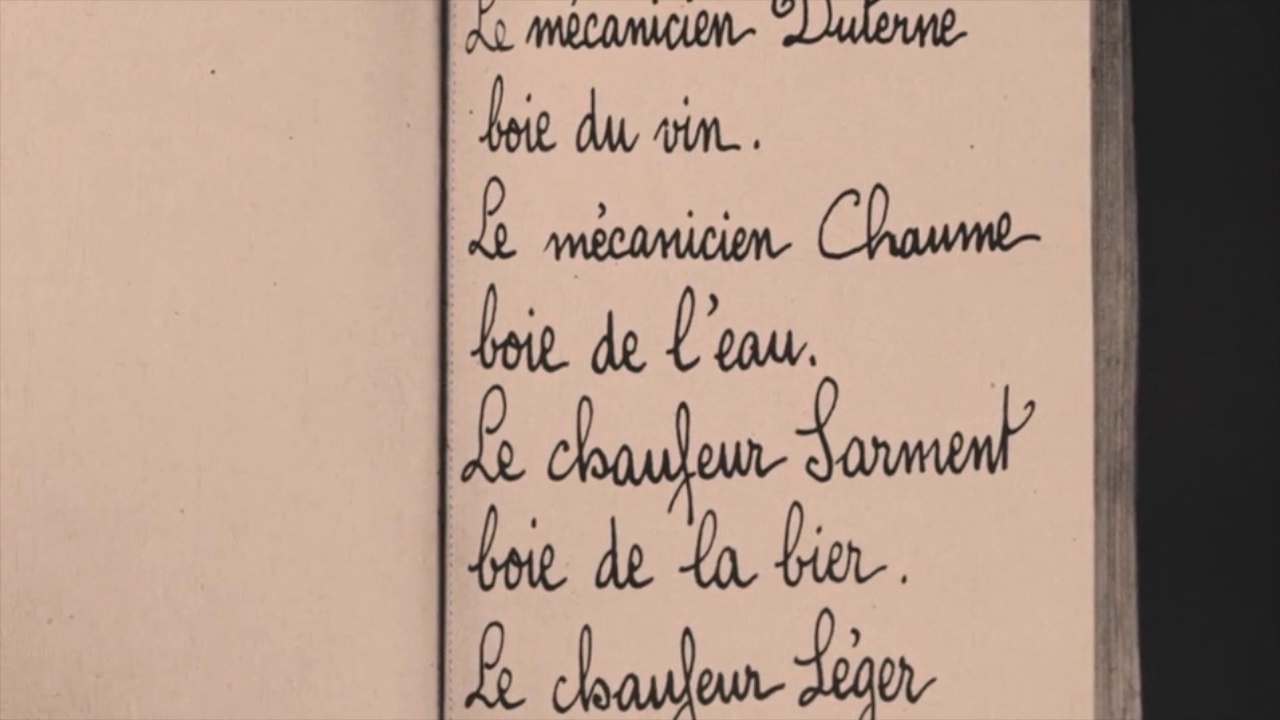 Le mécanicien Duterne
boie du vin.
Le mécanicien Chaume
boie de l'eau.
Le chaufeur Sarment
boie de la bier.
Le chaufeur Léger